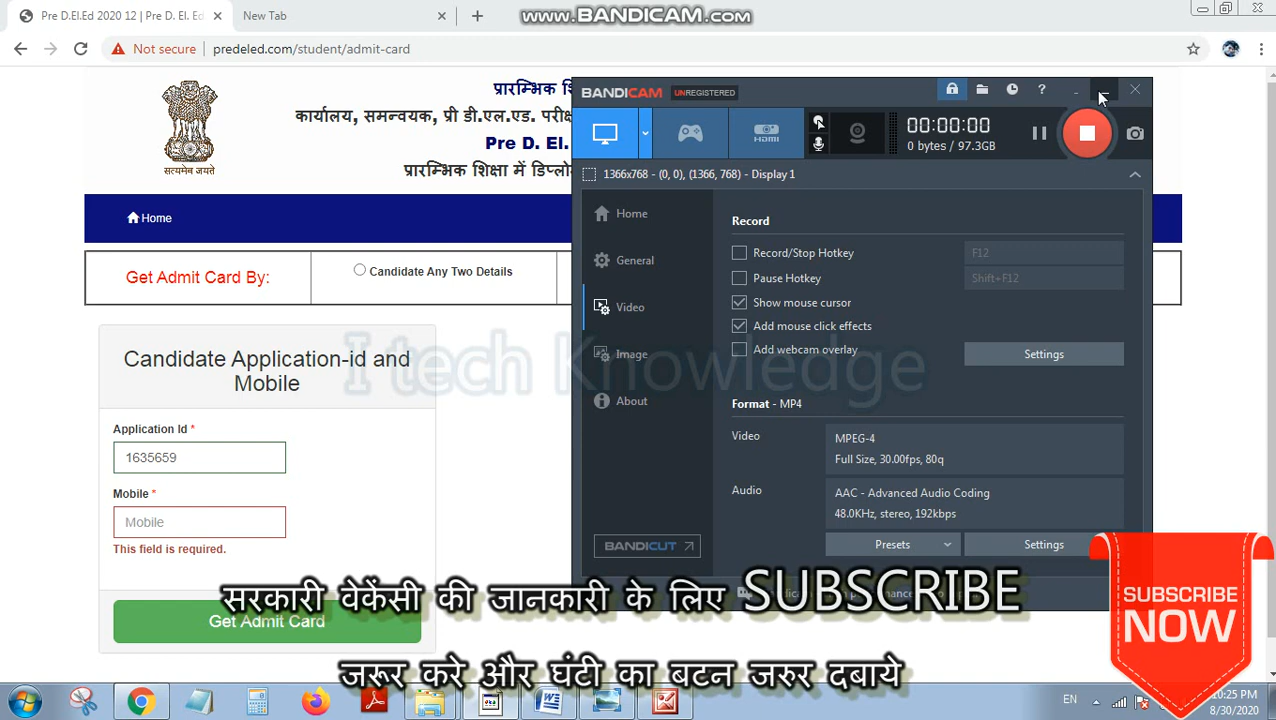 www.BANDICAM.com
Pre D.El.Ed 2020 12 | Pre D. El. Ed
New Tab
Not secure | predeled.com/student/admit-card
प्रारम्भिक शि
कार्यालय, समन्वयक, प्री डी.एल.एड. परी
Pre D. El.
प्रारम्भिक शिक्षा में डिप्लो
सत्यमेव जयते
Home
Get Admit Card By:
Candidate Any Two Details
Candidate Application-id and
Mobile
Application Id *
1635659
Mobile *
Mobile
This field is required.
Get Admit Card
BANDICAM UNREGISTERED
HDMI
00:00:00
0 bytes / 97.3GB
1366x768 - (0, 0), (1366, 768) - Display 1
Home
General
Video
Image
About
BANDICUT
Record
Record/Stop Hotkey F12
Pause Hotkey Shift+F12
Show mouse cursor
Add mouse click effects
Add webcam overlay
Settings
Format - MP4
Video
MPEG-4
Full Size, 30.00fps, 80q
Audio
AAC - Advanced Audio Coding
48.0KHz, stereo, 192kbps
Presets
Settings
I tech Knowledge
सरकारी वेकेंसी की जानकारी के लिए SUBSCRIBE
जरूर करे और घंटी का बटन जरुर दबाये
SUBSCRIBE
NOW
EN
10:25 PM
8/30/2020